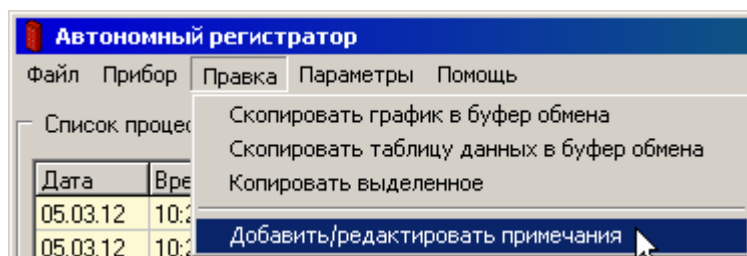 Автономный регистратор
Файл Прибор Правка Параметры Помощь
Скопировать график в буфер обмена
Список
Скопировать таблицу данных в буфер обмена
Дата
Копировать выделенное
05.03.12
Добавить/редактировать примечания
05.03.12